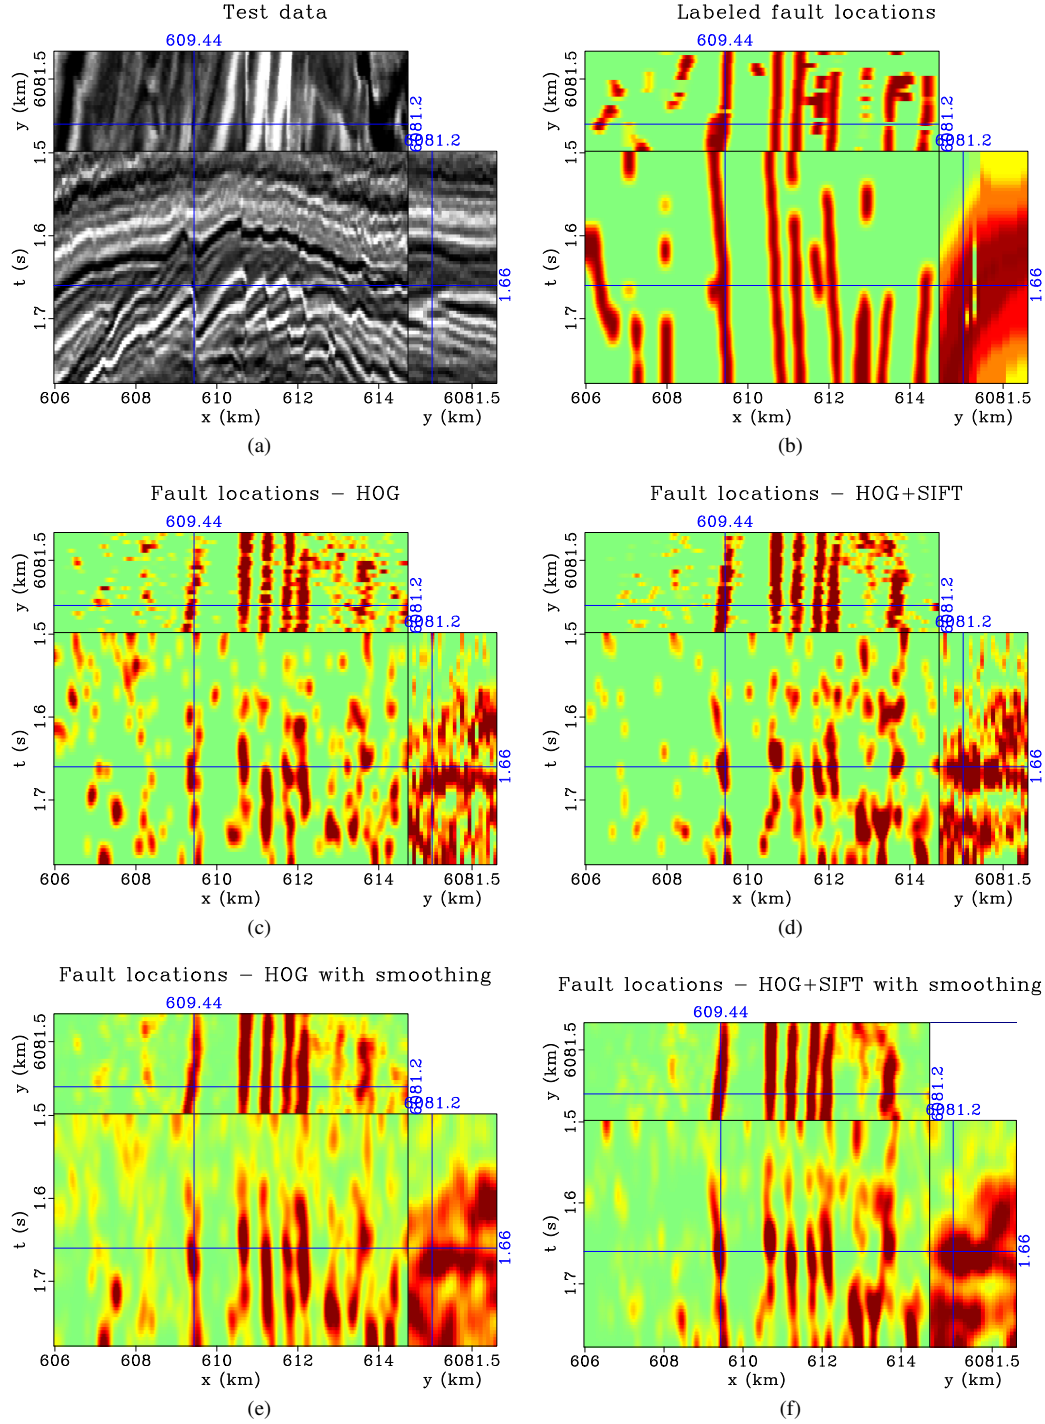 Test data
609.44
y (km)
6081.5
6081.2
6081.2
t (s)
1.5
1.6
1.7
1.66
606 608 610 612 614 6081.5
x (km) y (km)
(a)
Labeled fault locations
609.44
y (km)
6081.5
6081.2
6081.2
t (s)
1.5
1.6
1.7
1.66
606 608 610 612 614 6081.5
x (km) y (km)
(b)
Fault locations – HOG
609.44
y (km)
6081.5
6081.2
6081.2
t (s)
1.5
1.6
1.7
1.66
606 608 610 612 614 6081.5
x (km) y (km)
(c)
Fault locations – HOG+SIFT
609.44
y (km)
6081.5
6081.2
6081.2
t (s)
1.5
1.6
1.7
1.66
606 608 610 612 614 6081.5
x (km) y (km)
(d)
Fault locations – HOG with smoothing
609.44
y (km)
6081.5
6081.2
6081.2
t (s)
1.5
1.6
1.7
1.66
606 608 610 612 614 6081.5
x (km) y (km)
(e)
Fault locations – HOG+SIFT with smoothing
609.44
y (km)
6081.5
6081.2
6081.2
t (s)
1.5
1.6
1.7
1.66
606 608 610 612 614 6081.5
x (km) y (km)
(f)